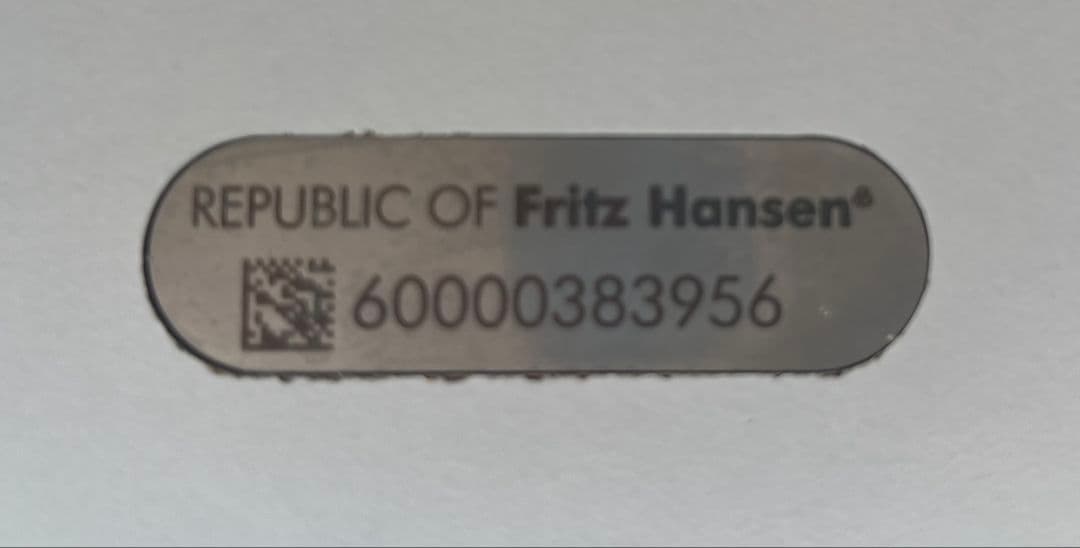 REPUBLIC OF Fritz Hansen®
60000383956